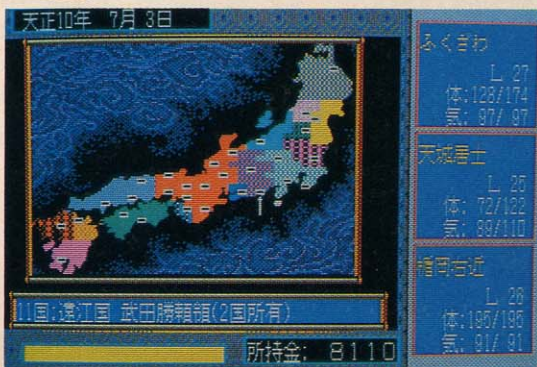 天正10年 7月 3日
ふくざわ
L 27
体:128/174
気: 97/ 97
天城居士
L 25
体: 72/122
気: 89/110
楯岡右近
L 26
体:195/195
気: 91/ 91
11国:遠江国 武田勝頼領(2国所有)
所持金: 8110